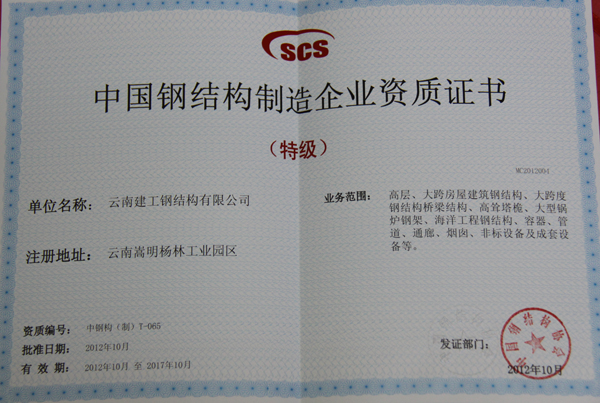 SCS
中国钢结构制造企业资质证书
（特级）
MC2012004
单位名称： 云南建工钢结构有限公司
注册地址： 云南嵩明杨林工业园区
业务范围： 高层、大跨房屋建筑钢结构、大跨度
钢结构桥梁结构、高耸塔桅、大型锅
炉钢架、海洋工程钢结构、容器、管
道、通廊、烟囱、非标设备及成套设
备等。
资质编号： 中钢构（制）T-065
批准日期： 2012年10月
有 效 期： 2012年10月 至 2017年10月
发证部门：
中国钢结构协会
2012年10月